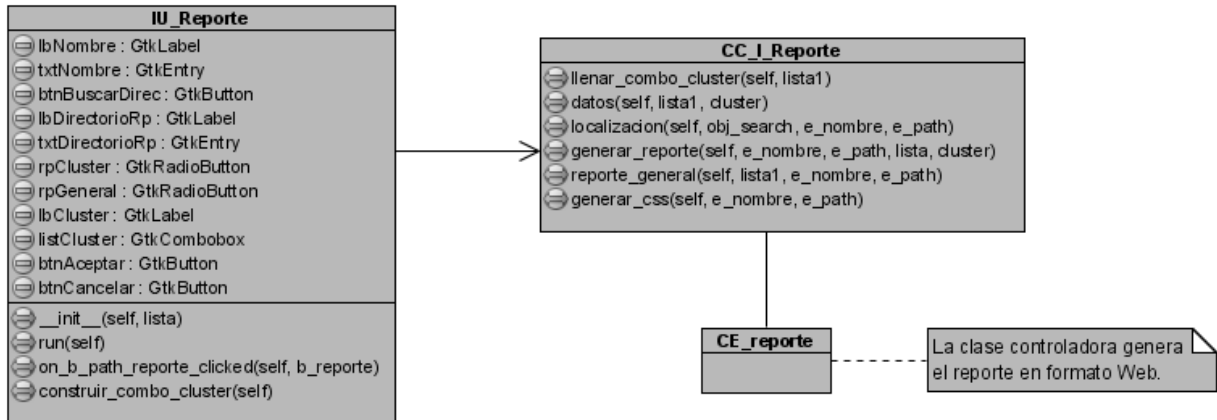 IU_Reporte
lbNombre : GtkLabel
txtNombre : GtkEntry
btnBuscarDirec : GtkButton
lbDirectorioRp : GtkLabel
txtDirectorioRp : GtkEntry
rpCluster : GtkRadioButton
rpGeneral : GtkRadioButton
lbCluster : GtkLabel
listCluster : GtkCombobox
btnAceptar : GtkButton
btnCancelar : GtkButton
__init__(self, lista)
run(self)
on_b_path_reporte_clicked(self, b_reporte)
construir_combo_cluster(self)
CC_I_Reporte
llenar_combo_cluster(self, lista1)
datos(self, lista1, cluster)
localizacion(self, obj_search, e_nombre, e_path)
generar_reporte(self, e_nombre, e_path, lista, cluster)
reporte_general(self, lista1, e_nombre, e_path)
generar_css(self, e_nombre, e_path)
CE_reporte
La clase controladora genera
el reporte en formato Web.